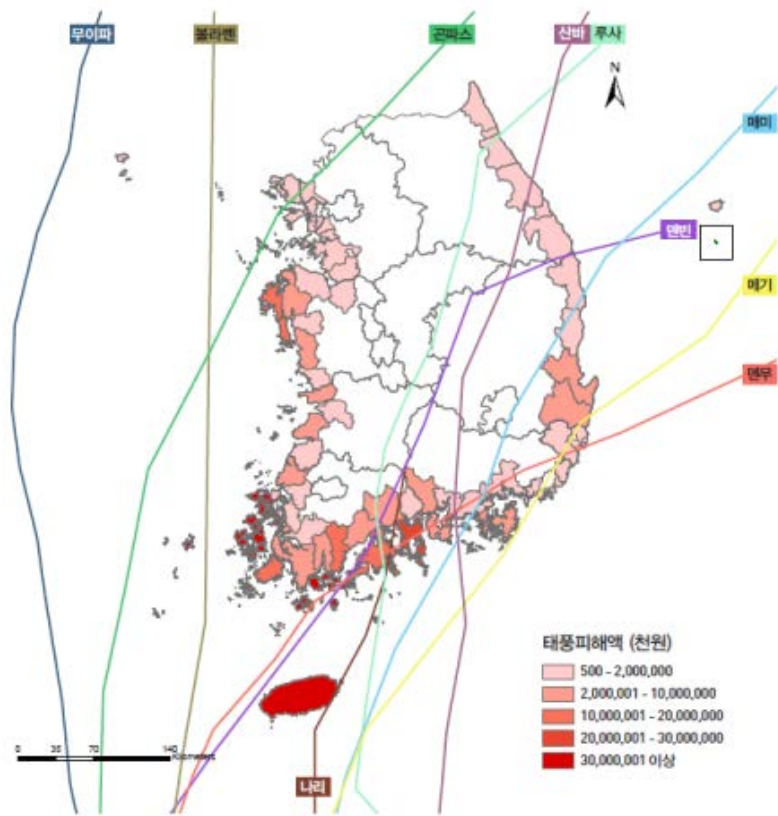 무이파
볼라벤
곤파스
산바
루사
N
매미
덴빈
메기
뎬무
태풍피해액 (천원)
500 - 2,000,000
2,000,001 - 10,000,000
10,000,001 - 20,000,000
20,000,001 - 30,000,000
30,000,001 이상
0 35 70 140
Kilometers
나리